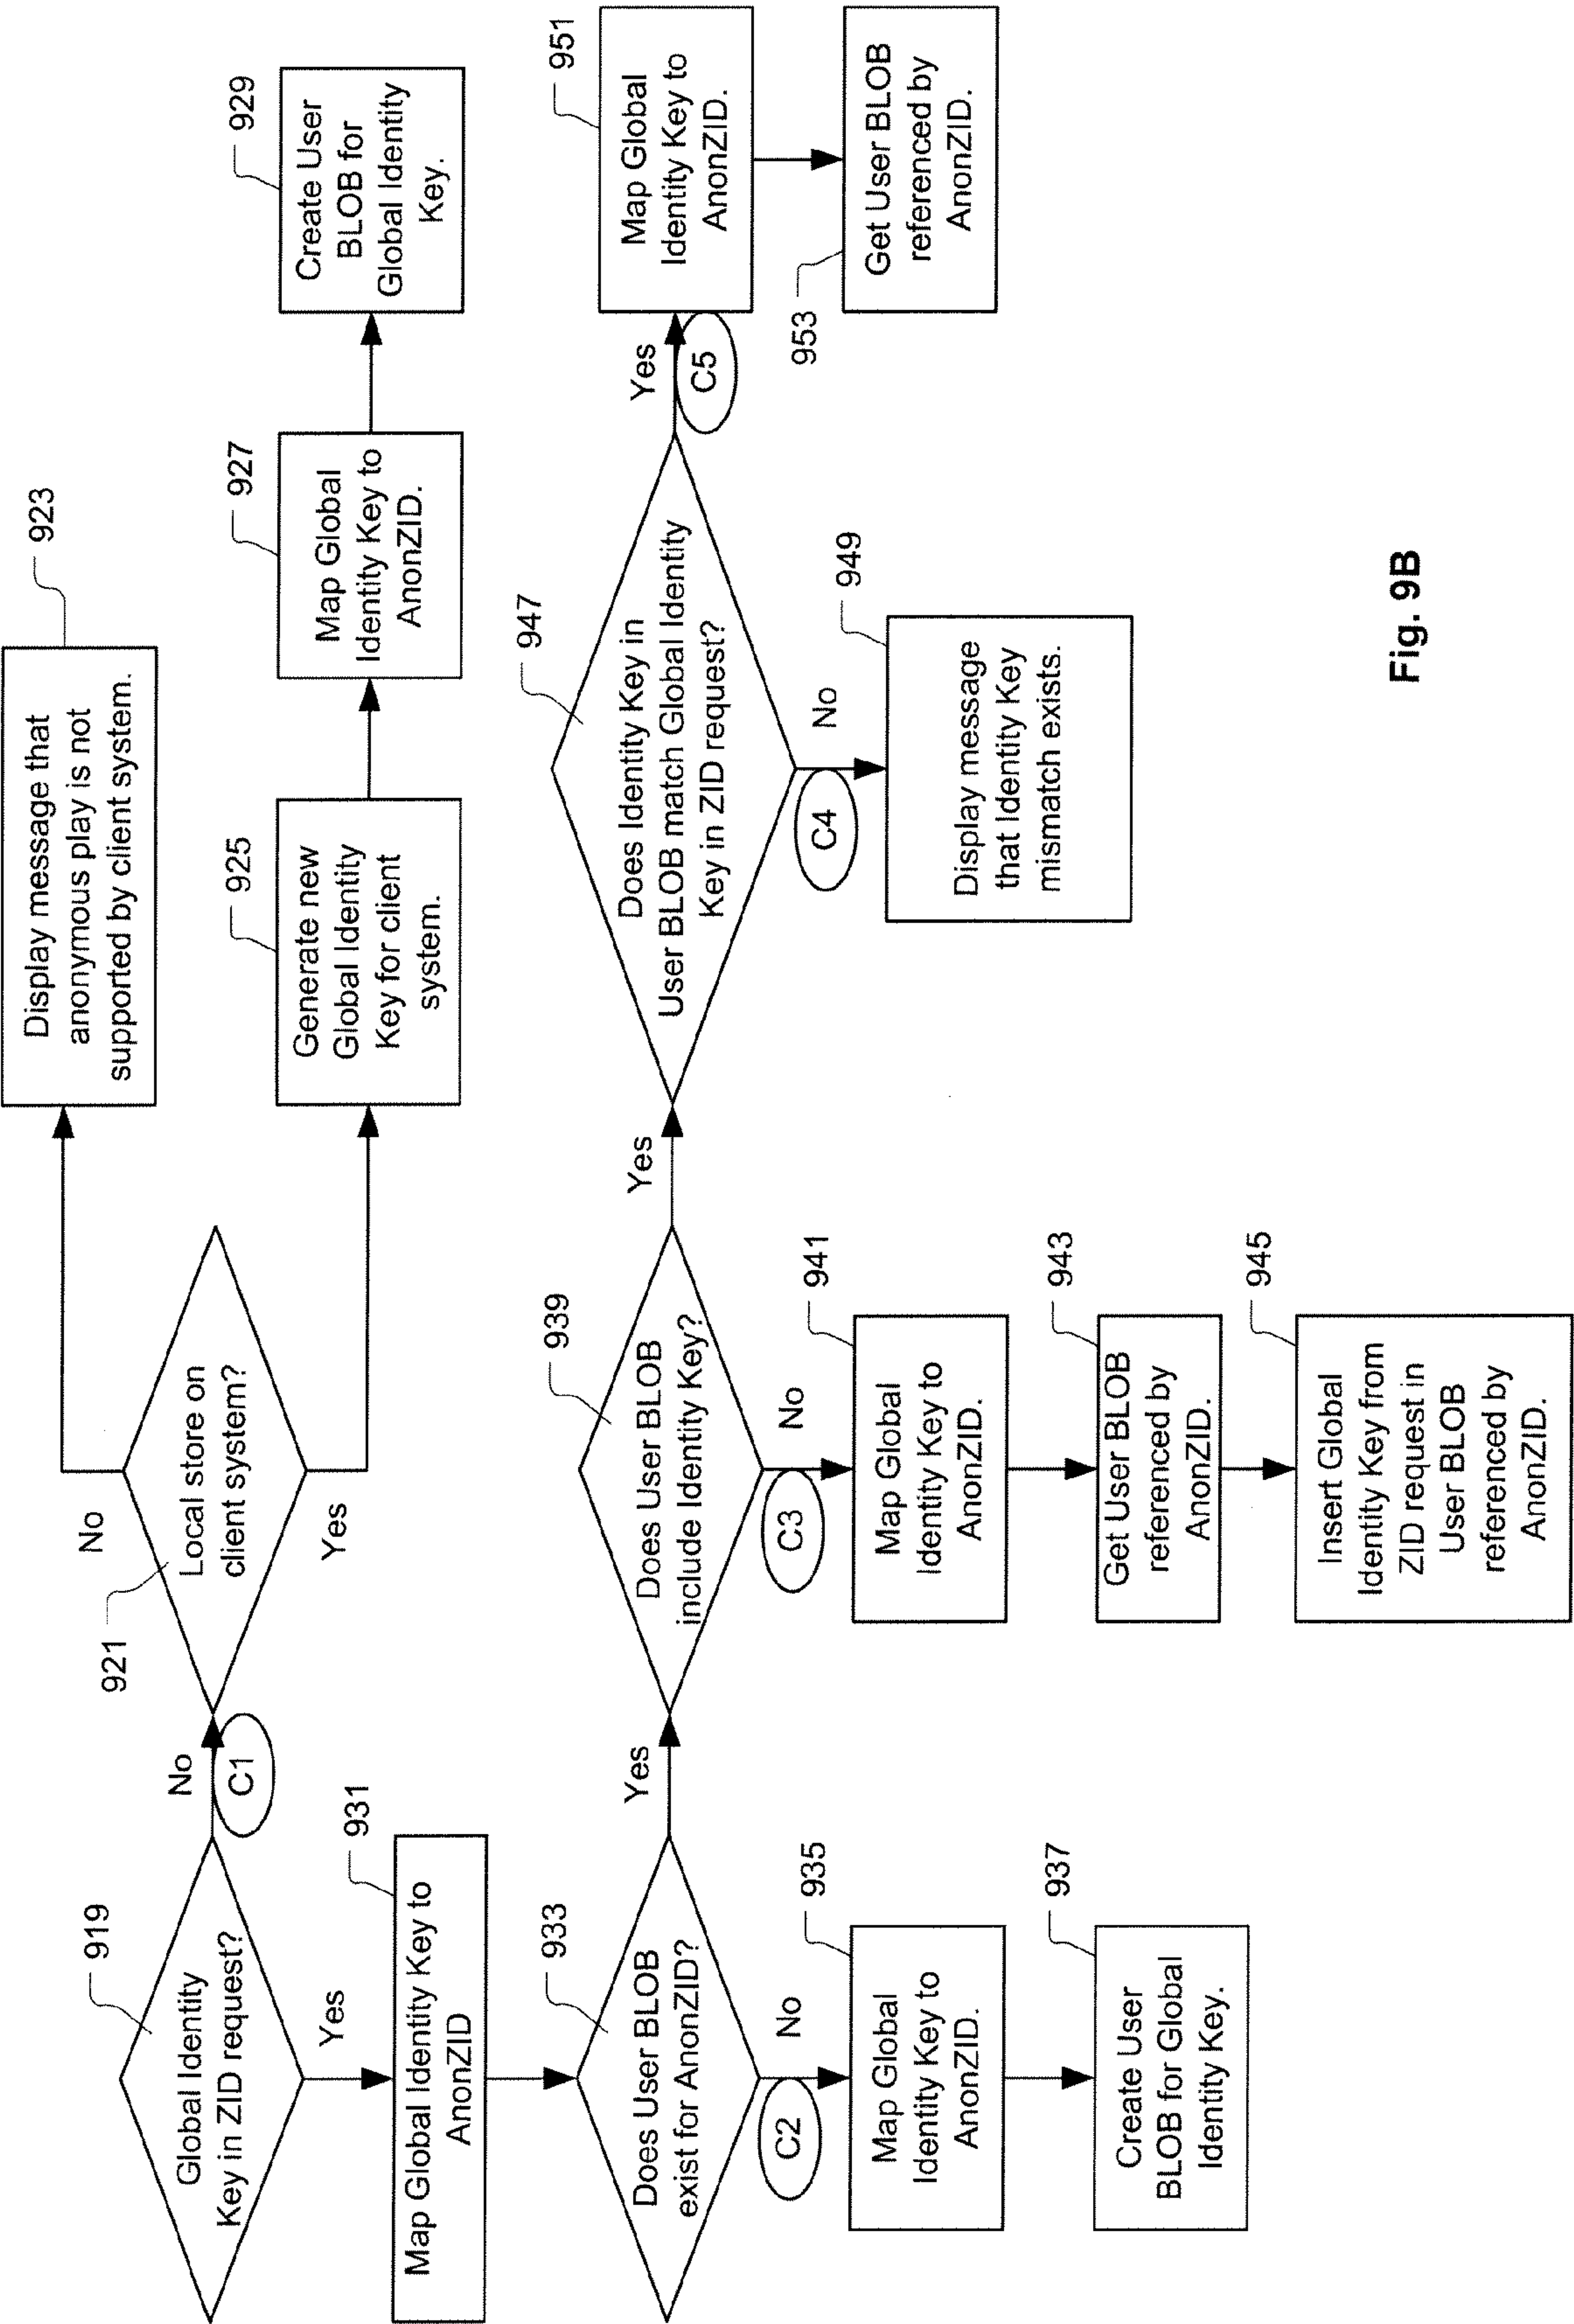 919
Global Identity
Key in ZID request?
No
C1
Yes
921
Local store on
client system?
No
Yes
923
Display message that
anonymous play is not
supported by client system.
925
Generate new
Global Identity
Key for client
system.
927
Map Global
Identity Key to
AnonZID.
929
Create User
BLOB for
Global Identity
Key.
931
Map Global Identity Key to
AnonZID
933
Does User BLOB
exist for AnonZID?
Yes
No
C2
935
Map Global
Identity Key to
AnonZID.
937
Create User
BLOB for Global
Identity Key.
939
Does User BLOB
include Identity Key?
Yes
No
C3
941
Map Global
Identity Key to
AnonZID.
943
Get User BLOB
referenced by
AnonZID.
945
Insert Global
Identity Key from
ZID request in
User BLOB
referenced by
AnonZID.
947
Does Identity Key in
User BLOB match Global Identity
Key in ZID request?
Yes
C5
No
C4
949
Display message
that Identity Key
mismatch exists.
951
Map Global
Identity Key to
AnonZID.
953
Get User BLOB
referenced by
AnonZID.
Fig. 9B